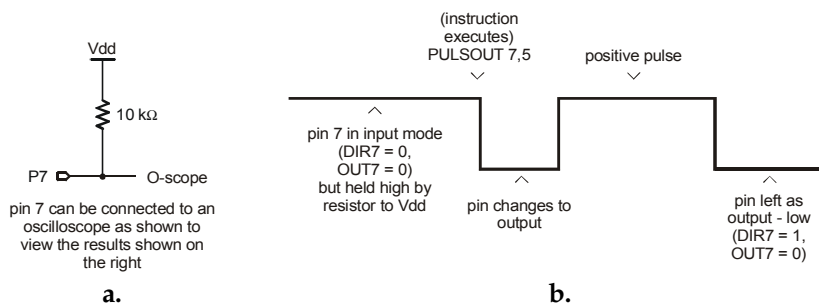 Vdd
10 kΩ
P7
O-scope
pin 7 can be connected to an
oscilloscope as shown to
view the results shown on
the right
a.
(instruction
executes)
PULSOUT 7,5
positive pulse
pin 7 in input mode
(DIR7 = 0,
OUT7 = 0)
but held high by
resistor to Vdd
pin changes to
output
pin left as
output - low
(DIR7 = 1,
OUT7 = 0)
b.